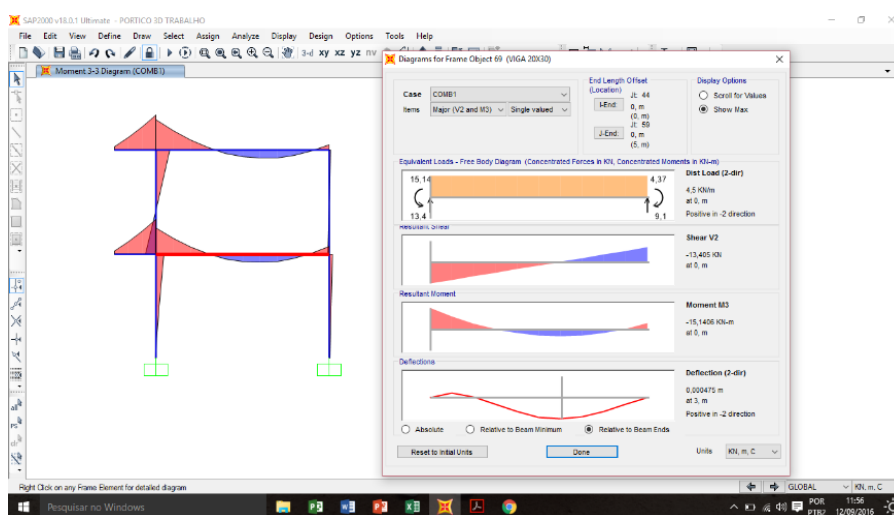 SAP2000 v18.0.1 Ultimate - PORTICO 3D TRABALHO
File Edit View Define Draw Select Assign Analyze Display Design Options Tools Help
3-d xy xz yz nv
Moment 3-3 Diagram (COMB1)
Diagrams for Frame Object 69 (VIGA 20X30)
Case COMB1
Items Major (V2 and M3) Single valued
End Length Offset
(Location)
Jt: 44
I-End: 0, m
(0, m)
Jt: 59
J-End: 0, m
(5, m)
Display Options
Scroll for Values
Show Max
Equivalent Loads - Free Body Diagram (Concentrated Forces in KN, Concentrated Moments in KN-m)
15,14 4,37
13,4 9,1
Dist Load (2-dir)
4,5 KN/m
at 0, m
Positive in -2 direction
Resultant Shear
Shear V2
-13,405 KN
at 0, m
Resultant Moment
Moment M3
-15,1406 KN-m
at 0, m
Deflections
Deflection (2-dir)
0,000475 m
at 3, m
Positive in -2 direction
Absolute Relative to Beam Minimum Relative to Beam Ends
Reset to Initial Units Done Units KN, m, C
Right Click on any Frame Element for detailed diagram
GLOBAL KN, m, C
Pesquisar no Windows
POR 11:56
PTB2 12/09/2016